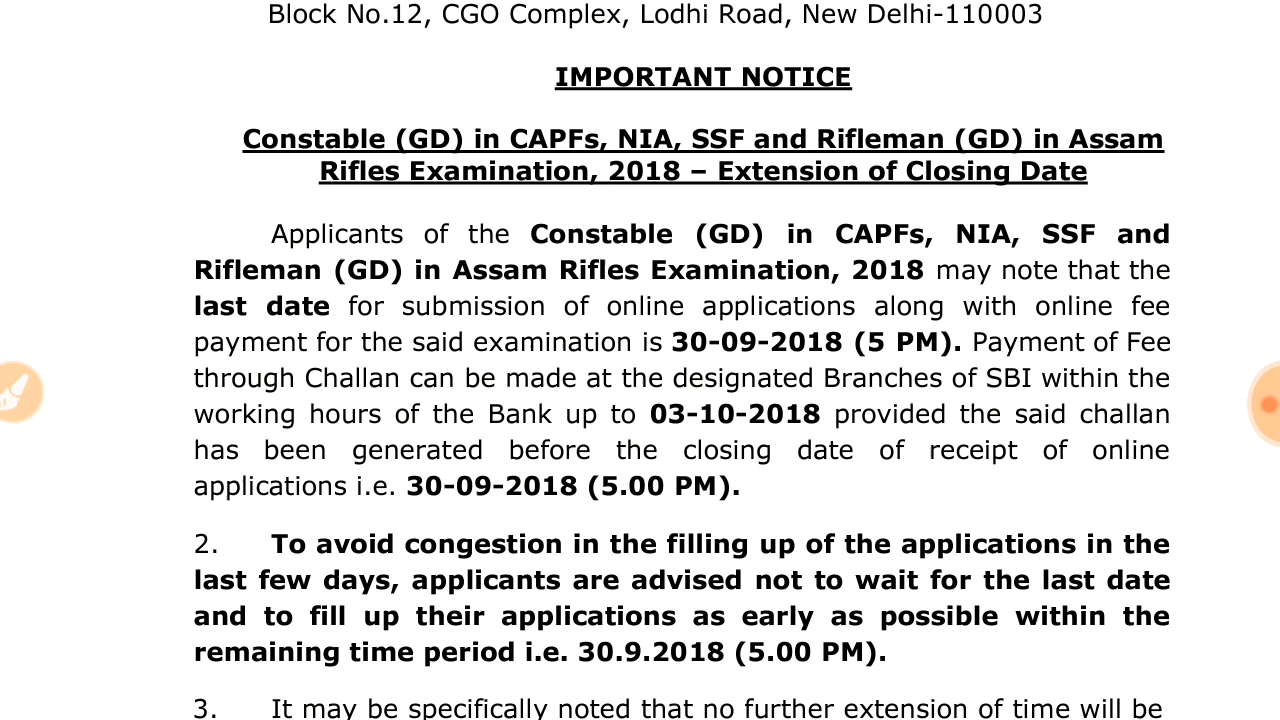 Block No.12, CGO Complex, Lodhi Road, New Delhi-110003
IMPORTANT NOTICE
Constable (GD) in CAPFs, NIA, SSF and Rifleman (GD) in Assam
Rifles Examination, 2018 – Extension of Closing Date
Applicants of the Constable (GD) in CAPFs, NIA, SSF and
Rifleman (GD) in Assam Rifles Examination, 2018 may note that the
last date for submission of online applications along with online fee
payment for the said examination is 30-09-2018 (5 PM). Payment of Fee
through Challan can be made at the designated Branches of SBI within the
working hours of the Bank up to 03-10-2018 provided the said challan
has been generated before the closing date of receipt of online
applications i.e. 30-09-2018 (5.00 PM).
2. To avoid congestion in the filling up of the applications in the
last few days, applicants are advised not to wait for the last date
and to fill up their applications as early as possible within the
remaining time period i.e. 30.9.2018 (5.00 PM).
3. It may be specifically noted that no further extension of time will be